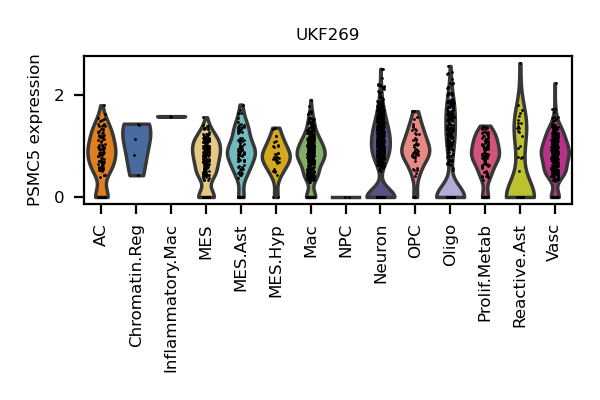 UKF269
PSMC5 expression
2
0
AC
Chromatin.Reg
Inflammatory.Mac
MES
MES.Ast
MES.Hyp
Mac
NPC
Neuron
OPC
Oligo
Prolif.Metab
Reactive.Ast
Vasc